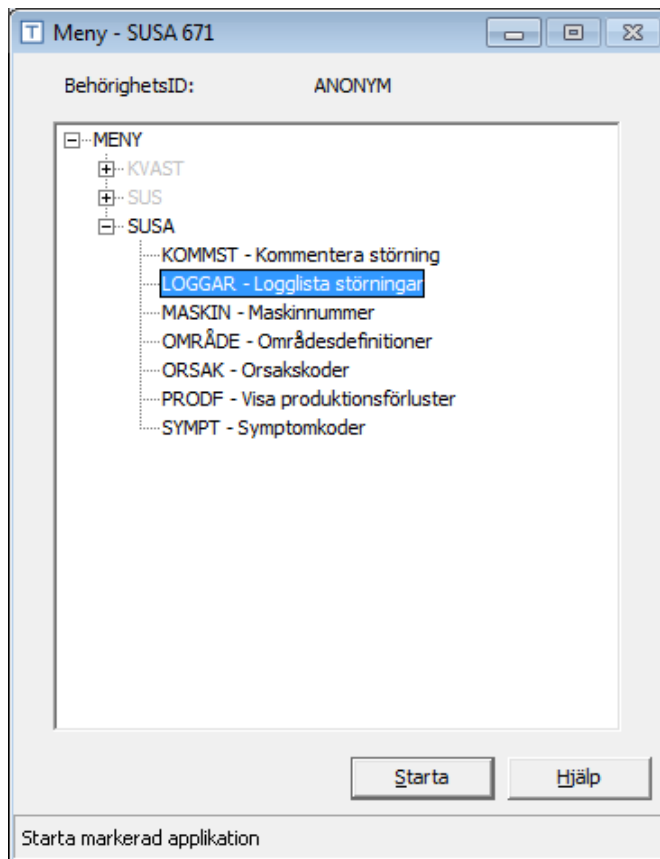 T Meny - SUSA 671
BehörighetsID: ANONYM
MENY
KVAST
SUS
SUSA
KOMMST - Kommentera störning
LOGGAR - Logglista störningar
MASKIN - Maskinnummer
OMRÅDE - Områdesdefinitioner
ORSAK - Orsakskoder
PRODF - Visa produktionsförluster
SYMPT - Symptomkoder
Starta Hjälp
Starta markerad applikation